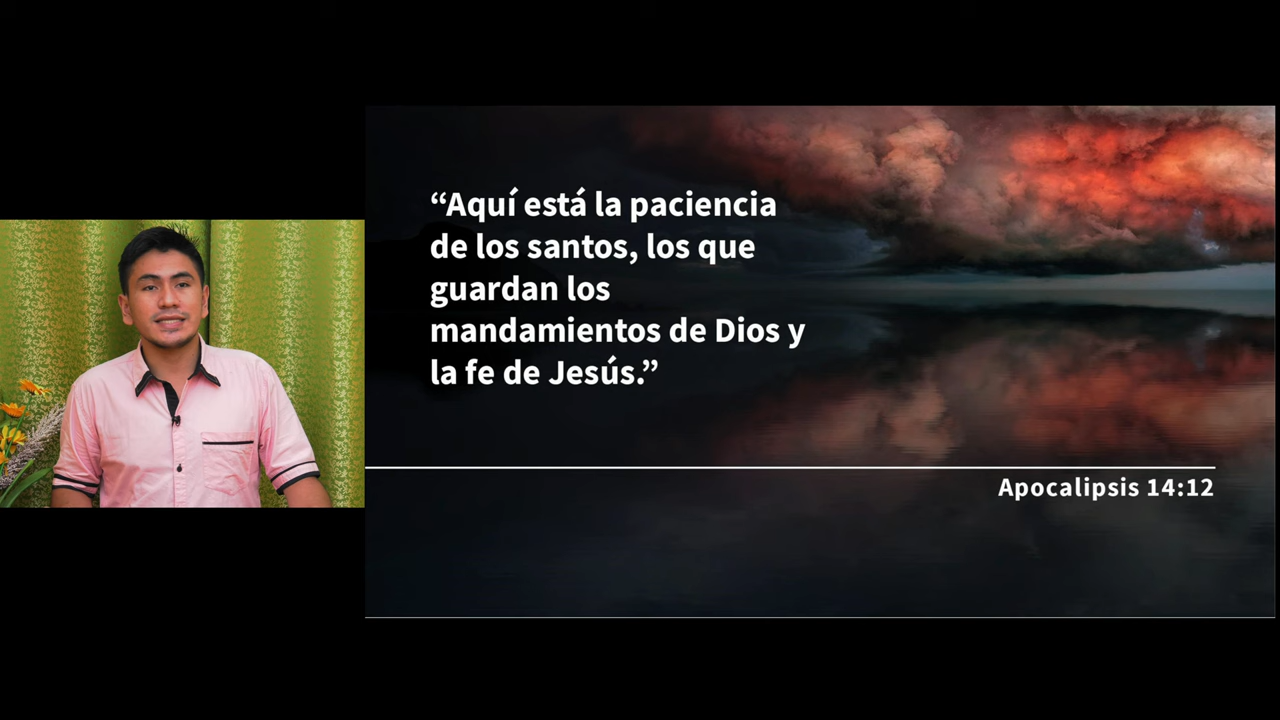 “Aquí está la paciencia
de los santos, los que
guardan los
mandamientos de Dios y
la fe de Jesús.”
Apocalipsis 14:12